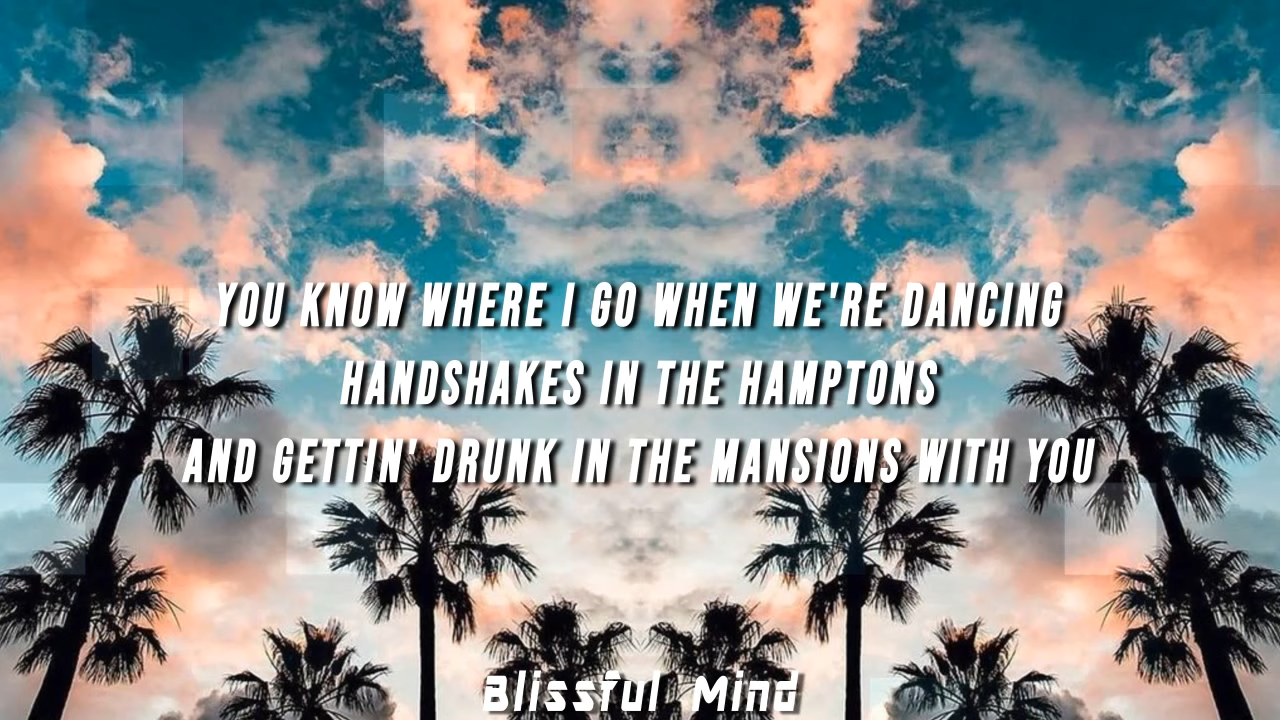 YOU KNOW WHERE I GO WHEN WE'RE DANCING
HANDSHAKES IN THE HAMPTONS
AND GETTIN' DRUNK IN THE MANSIONS WITH YOU
Blissful Mind